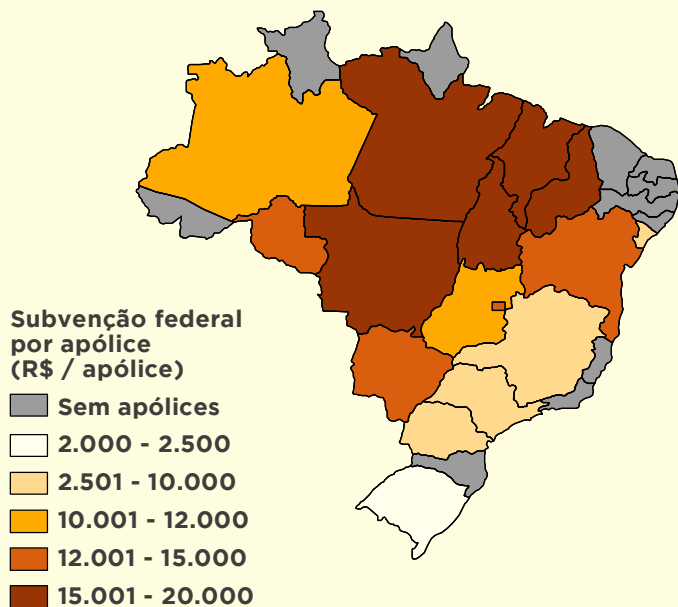 Subvenção federal
por apólice
(R$ / apólice)
Sem apólices
2.000 - 2.500
2.501 - 10.000
10.001 - 12.000
12.001 - 15.000
15.001 - 20.000